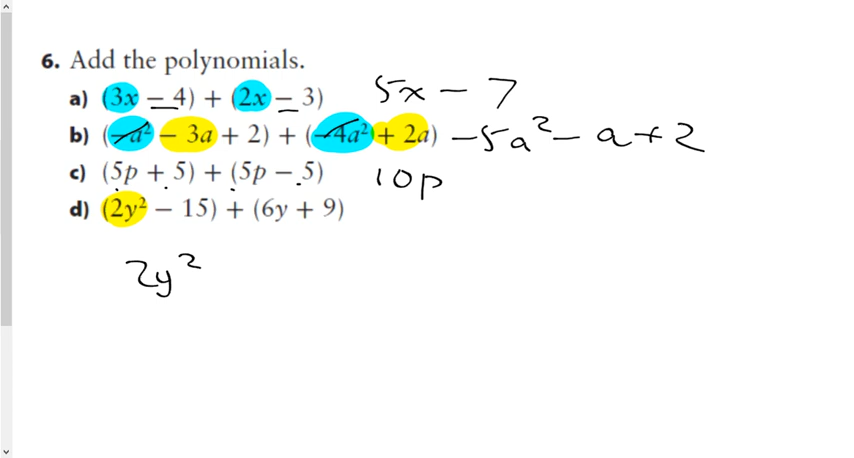 6. Add the polynomials.
a) (3x − 4) + (2x − 3) 5x − 7
b) (−a² − 3a + 2) + (−4a² + 2a) −5a² − a + 2
c) (5p + 5) + (5p − 5) 10p
d) (2y² − 15) + (6y + 9)
2y²